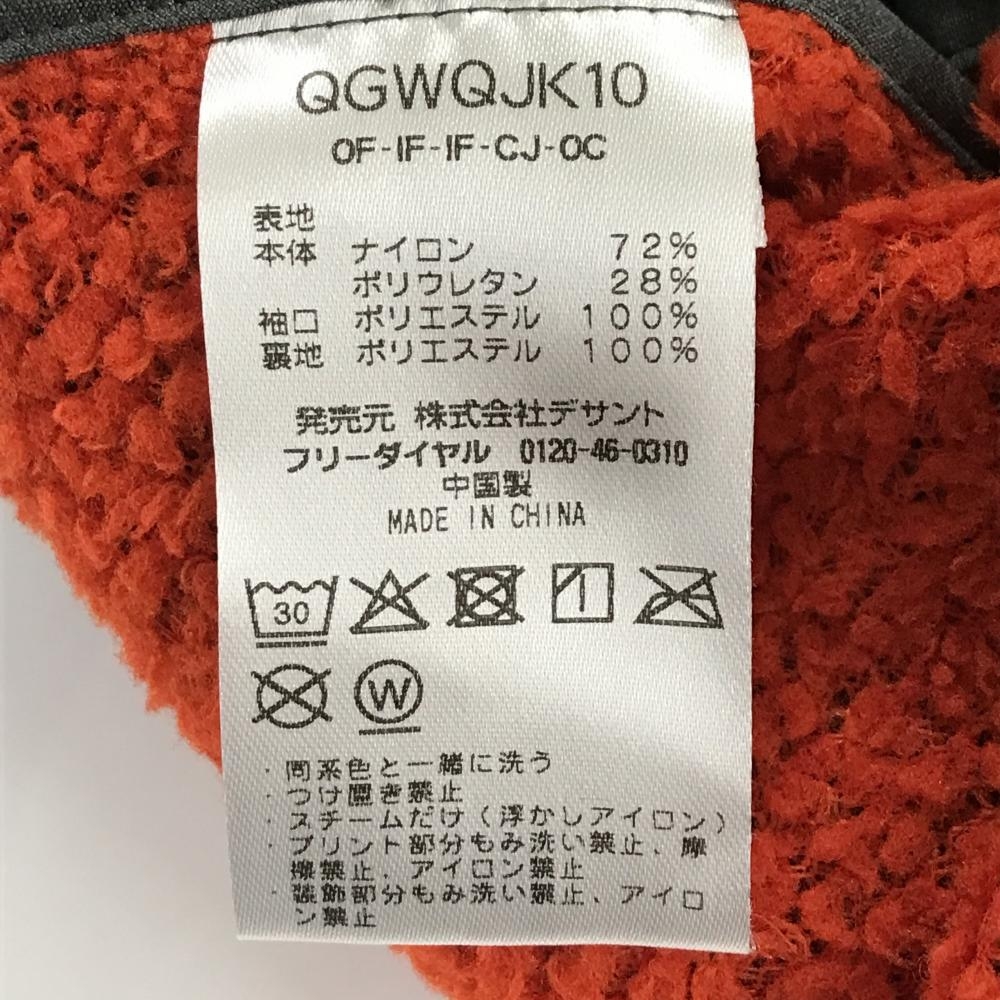 QGWQJK10
OF-IF-IF-CJ-OC
表地
本体 ナイロン 72%
ポリウレタン 28%
袖口 ポリエステル 100%
裏地 ポリエステル 100%
発売元 株式会社デサント
フリーダイヤル 0120-46-0310
中国製
MADE IN CHINA
30
W
・同系色と一緒に洗う
・つけ置き禁止
・スチームだけ（浮かしアイロン）
・プリント部分もみ洗い禁止、摩
擦禁止、アイロン禁止
・装飾部分もみ洗い禁止、アイロ
ン禁止